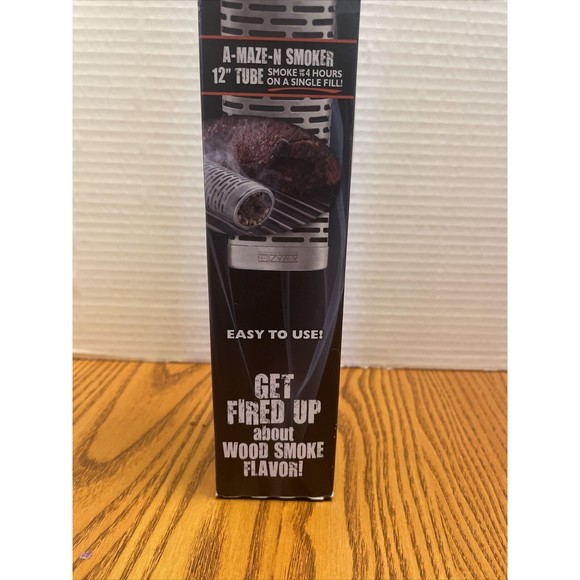 A-MAZE-N SMOKER
12" TUBE SMOKE UP TO 4 HOURS
ON A SINGLE FILL!
EASY TO USE!
GET
FIRED UP
about
WOOD SMOKE
FLAVOR!